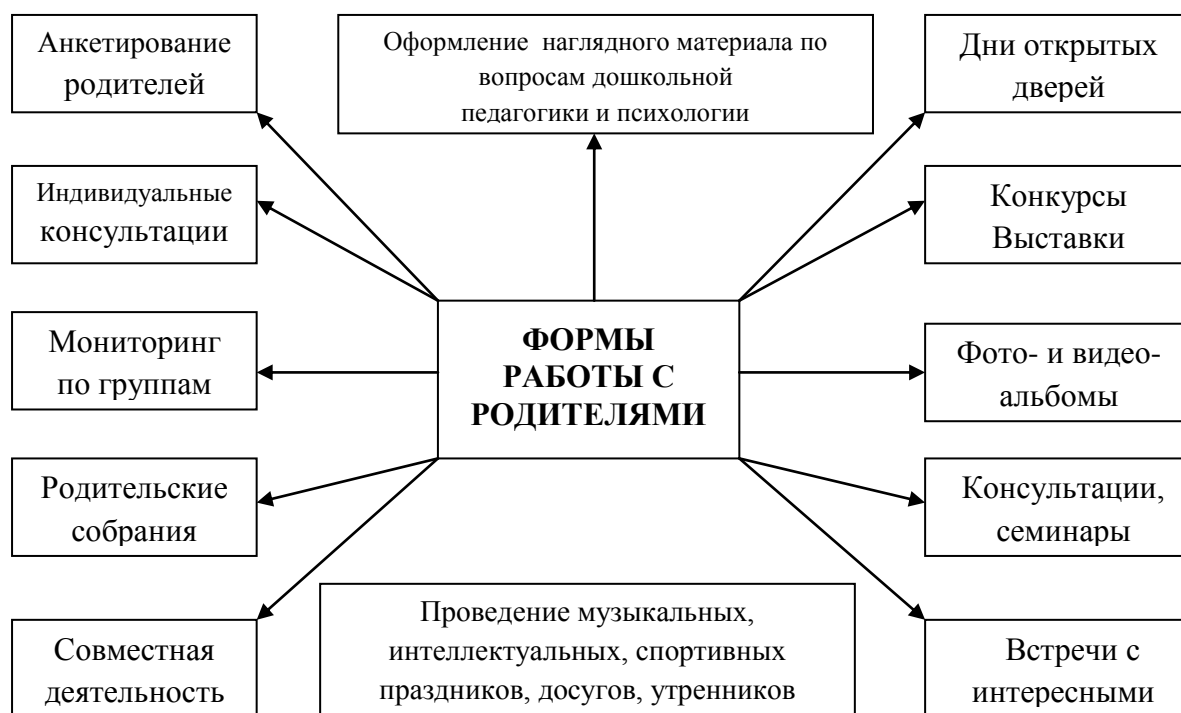 Анкетирование
родителей
Оформление наглядного материала по
вопросам дошкольной
педагогики и психологии
Дни открытых
дверей
Индивидуальные
консультации
Конкурсы
Выставки
ФОРМЫ
РАБОТЫ С
РОДИТЕЛЯМИ
Мониторинг
по группам
Фото- и видео-
альбомы
Родительские
собрания
Консультации,
семинары
Совместная
деятельность
Проведение музыкальных,
интеллектуальных, спортивных
праздников, досугов, утренников
Встречи с
интересными